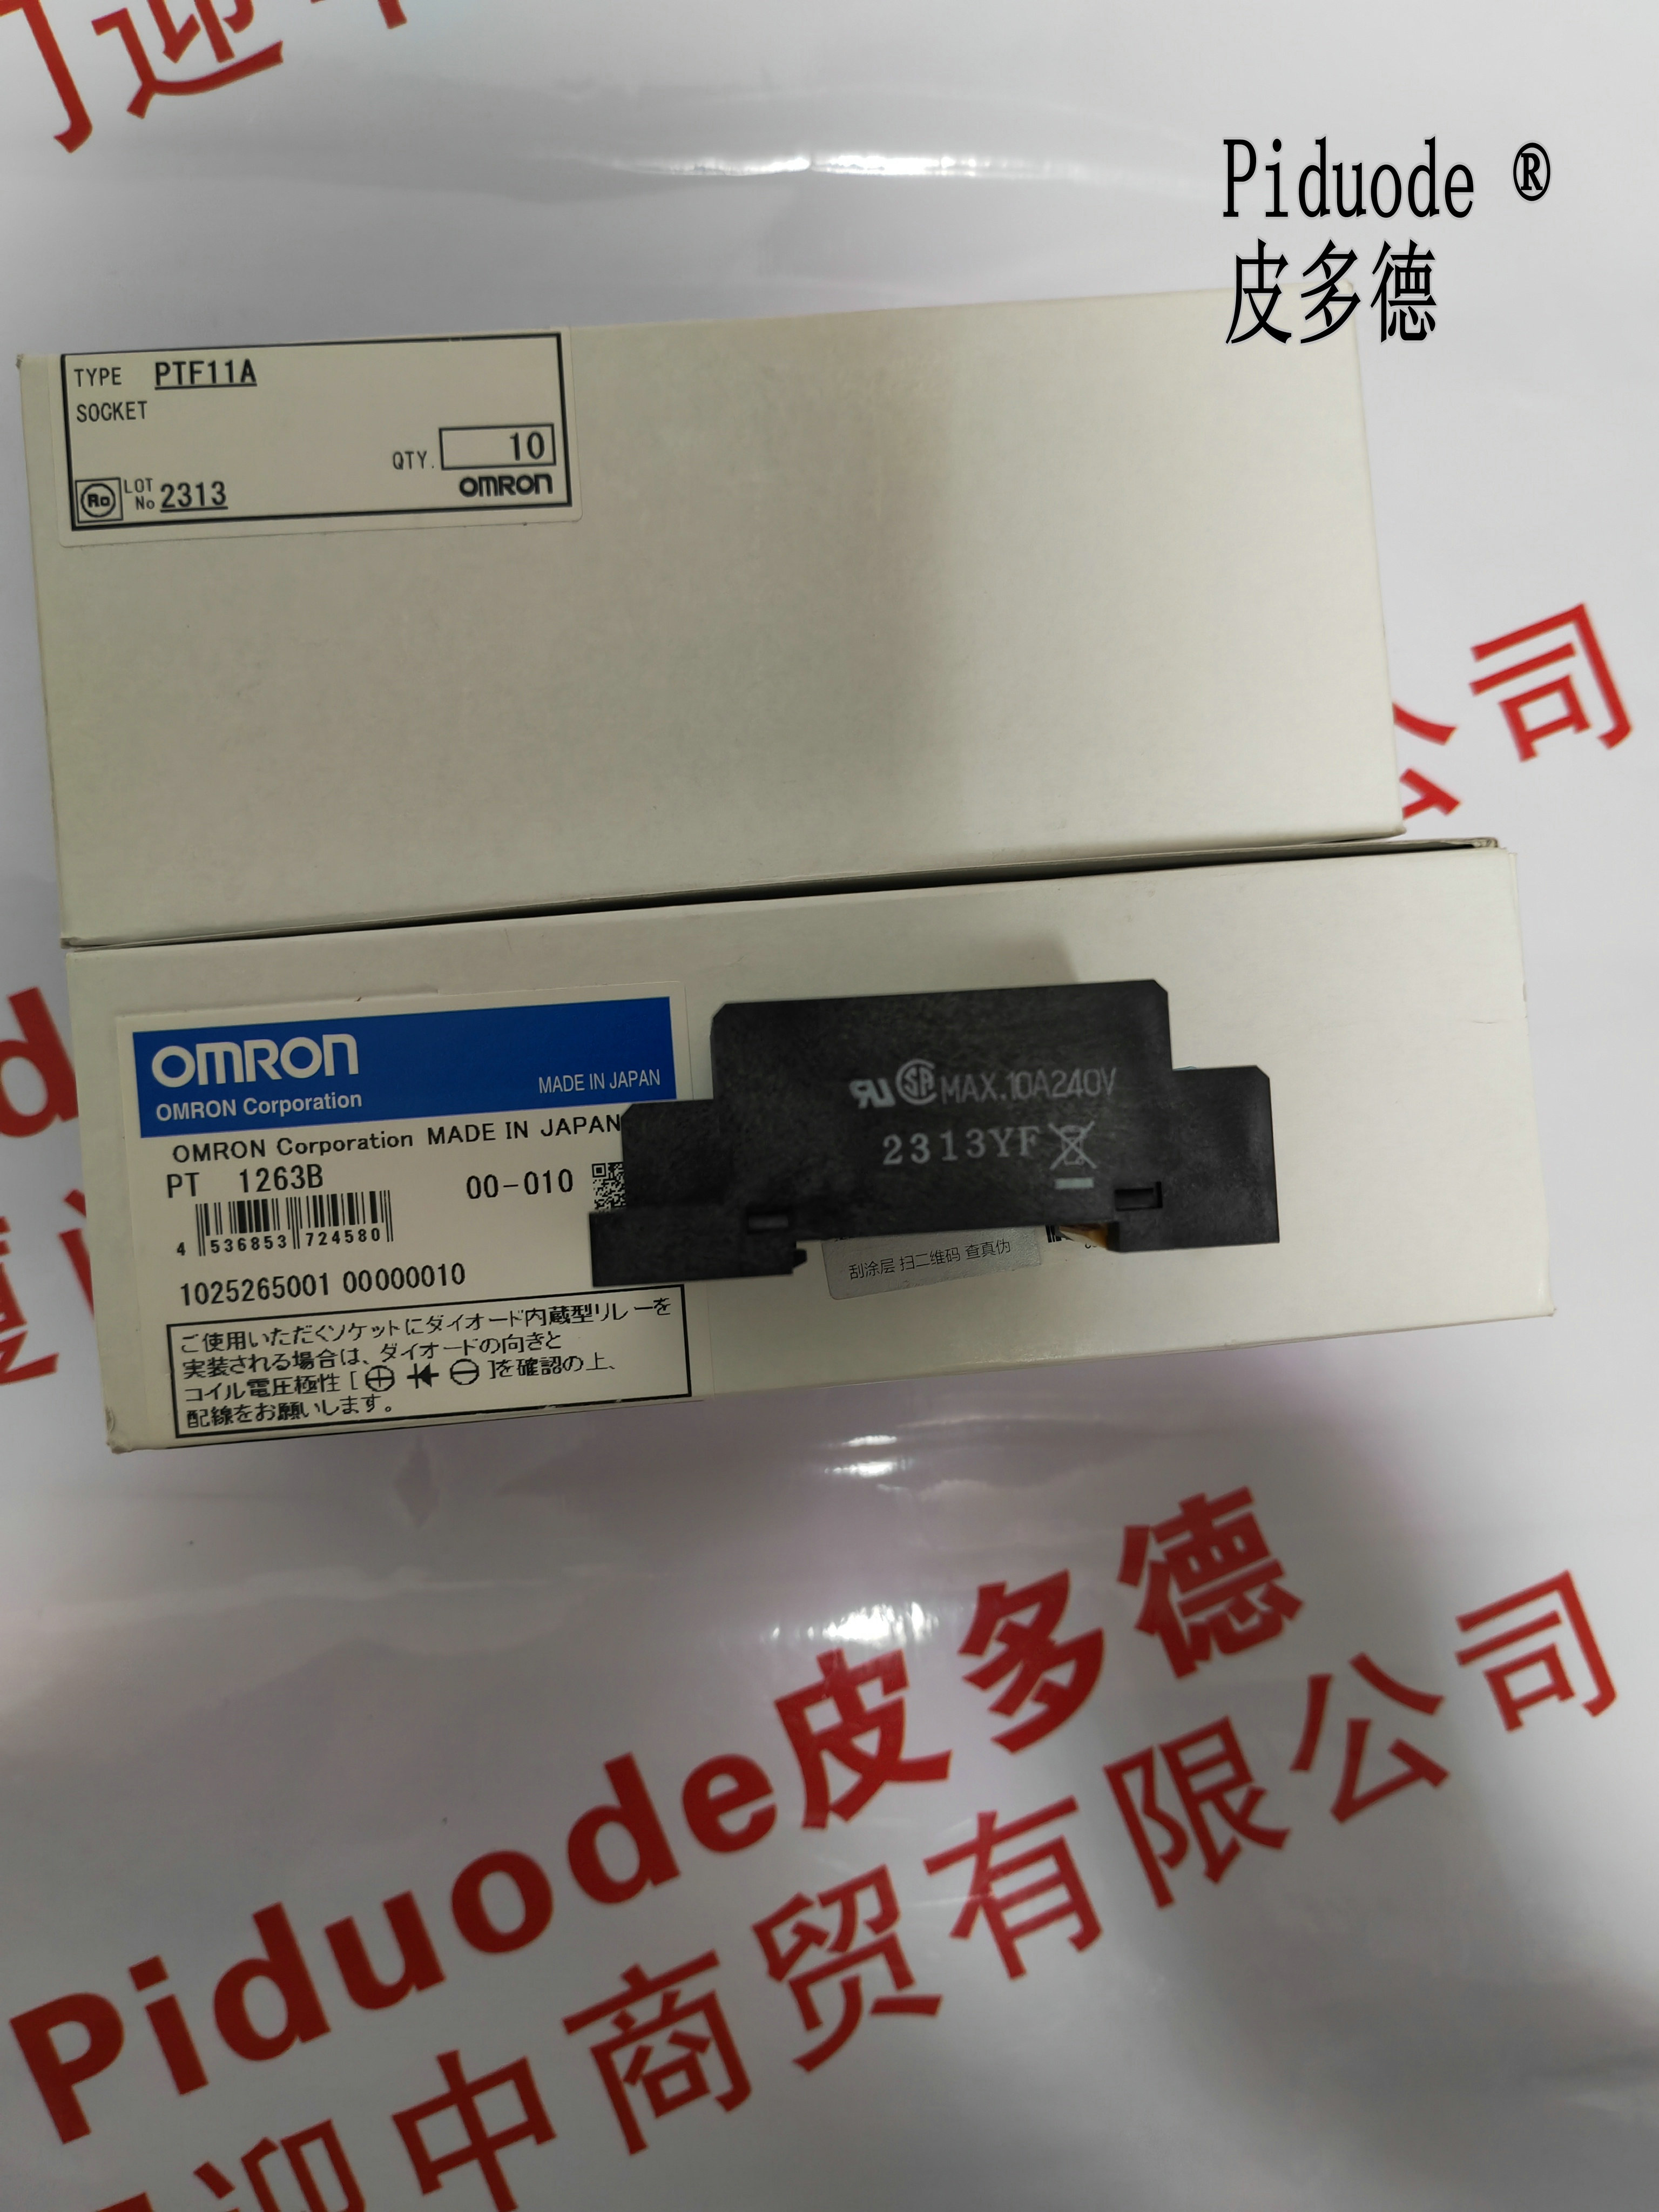 迎中
Piduode ®
皮多德
TYPE PTF11A
SOCKET
QTY. 10
LOT No 2313
OMRON
公司
OMRON
OMRON Corporation
MADE IN JAPAN
OMRON Corporation MADE IN JAPAN
PT 1263B
00-010
4 536853 724580
1025265001 00000010
ご使用いただくソケットにダイオード内蔵型リレーを
実装される場合は、ダイオードの向きと
コイル電圧極性[⊕ ⊖]を確認の上、
配線をお願いします。
MAX.10A240V
2313YF
刮涂层 扫二维码 查真伪
Piduode皮多德
迎中商贸有限公司